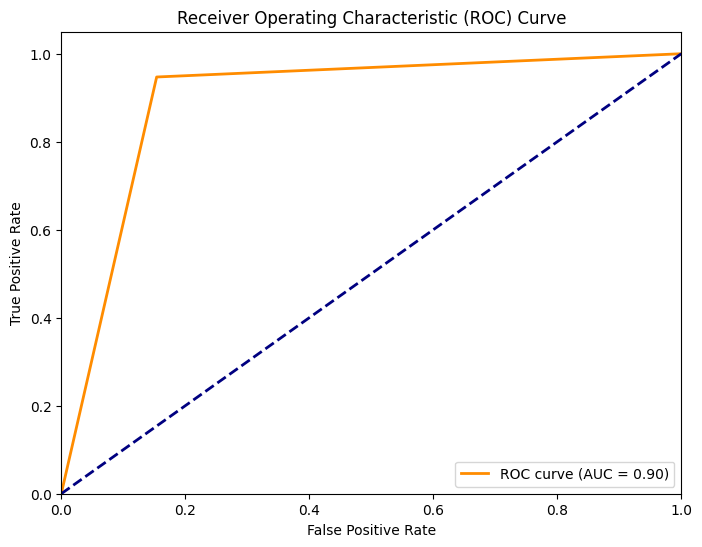 Receiver Operating Characteristic (ROC) Curve
1.0
0.8
0.6
0.4
0.2
0.0
True Positive Rate
ROC curve (AUC = 0.90)
0.0 0.2 0.4 0.6 0.8 1.0
False Positive Rate